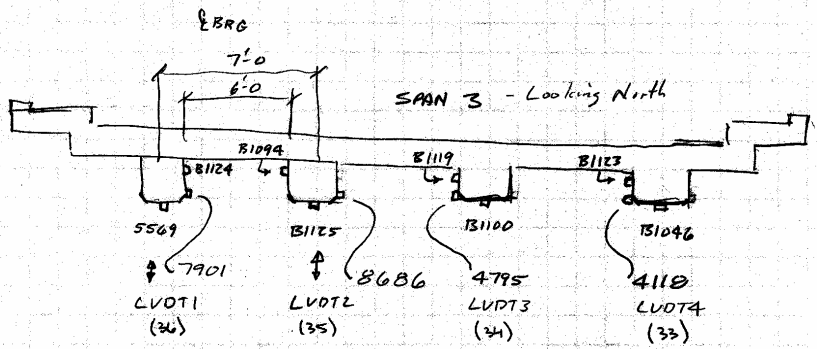 ℄ BRG
7'-0
6'-0
SPAN 3 - Looking North
B1124
B1094
B1119
B1123
5569
B1125
B1100
B1046
7901
8686
4795
4118
LVDT1
LVDT2
LVDT3
LVDT4
(36)
(35)
(34)
(33)